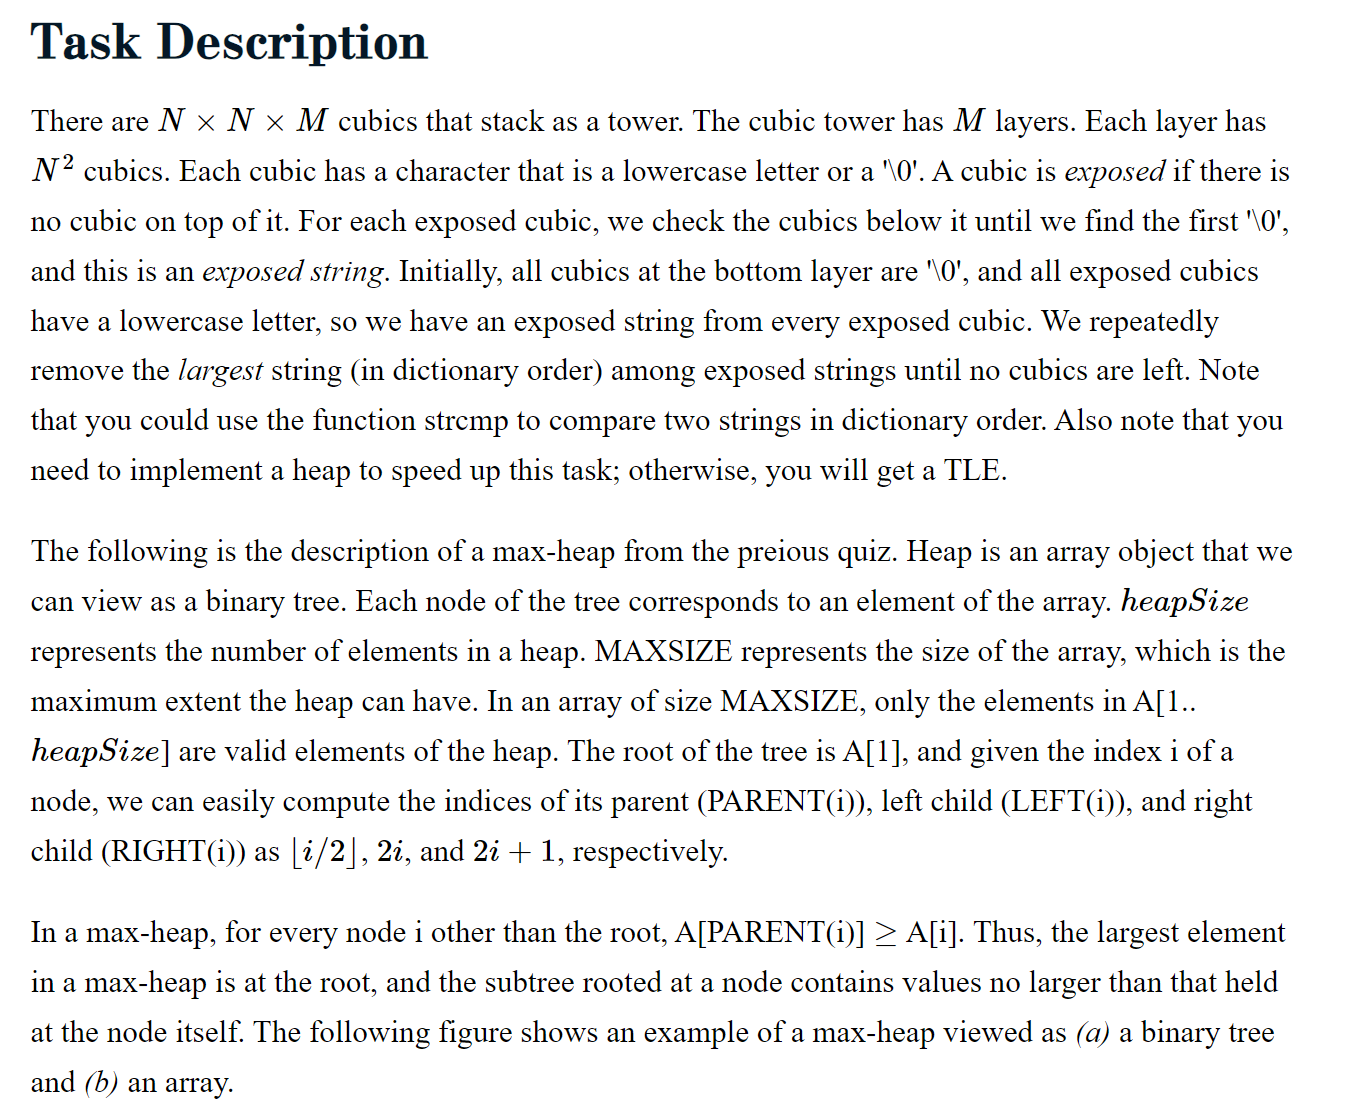 Task Description
There are N × N × M cubics that stack as a tower. The cubic tower has M layers. Each layer has
N² cubics. Each cubic has a character that is a lowercase letter or a '\0'. A cubic is exposed if there is
no cubic on top of it. For each exposed cubic, we check the cubics below it until we find the first '\0',
and this is an exposed string. Initially, all cubics at the bottom layer are '\0', and all exposed cubics
have a lowercase letter, so we have an exposed string from every exposed cubic. We repeatedly
remove the largest string (in dictionary order) among exposed strings until no cubics are left. Note
that you could use the function strcmp to compare two strings in dictionary order. Also note that you
need to implement a heap to speed up this task; otherwise, you will get a TLE.
The following is the description of a max-heap from the preious quiz. Heap is an array object that we
can view as a binary tree. Each node of the tree corresponds to an element of the array. heapSize
represents the number of elements in a heap. MAXSIZE represents the size of the array, which is the
maximum extent the heap can have. In an array of size MAXSIZE, only the elements in A[1..
heapSize] are valid elements of the heap. The root of the tree is A[1], and given the index i of a
node, we can easily compute the indices of its parent (PARENT(i)), left child (LEFT(i)), and right
child (RIGHT(i)) as ⌊i/2⌋, 2i, and 2i + 1, respectively.
In a max-heap, for every node i other than the root, A[PARENT(i)] ≥ A[i]. Thus, the largest element
in a max-heap is at the root, and the subtree rooted at a node contains values no larger than that held
at the node itself. The following figure shows an example of a max-heap viewed as (a) a binary tree
and (b) an array.